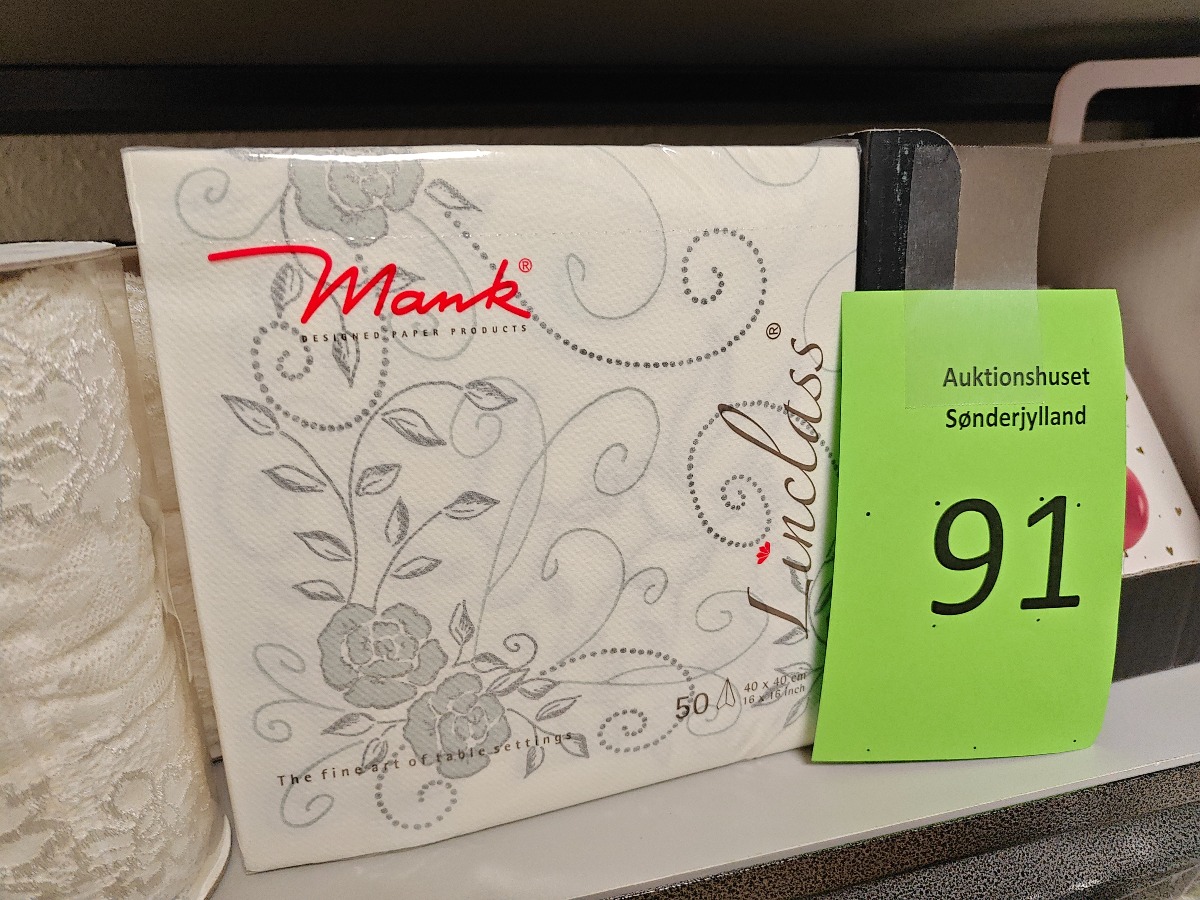 Mank®
DESIGNED PAPER PRODUCTS
Linclass®
50
40 x 40 cm
16 x 16 inch
The fine art of table settings
Auktionshuset
Sønderjylland
91